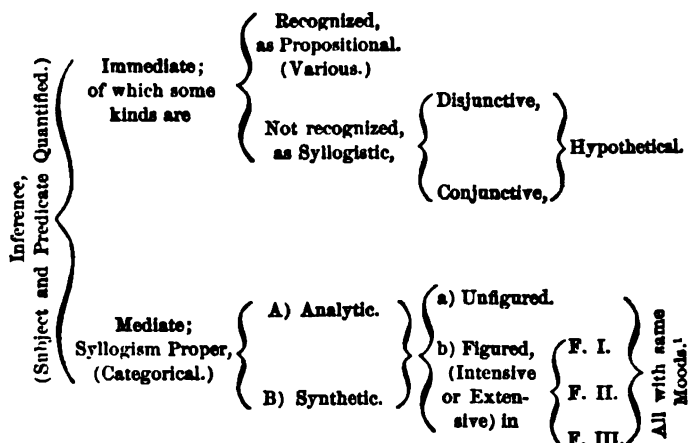 Inference,
(Subject and Predicate Quantified.)
Immediate;
of which some
kinds are
Recognized,
as Propositional.
(Various.)
Not recognized,
as Syllogistic,
Disjunctive,
Conjunctive,
Hypothetical.
Mediate;
Syllogism Proper,
(Categorical.)
A) Analytic.
B) Synthetic.
a) Unfigured.
b) Figured,
(Intensive
or Exten-
sive) in
F. I.
F. II.
F. III.
All with same
Moods.¹